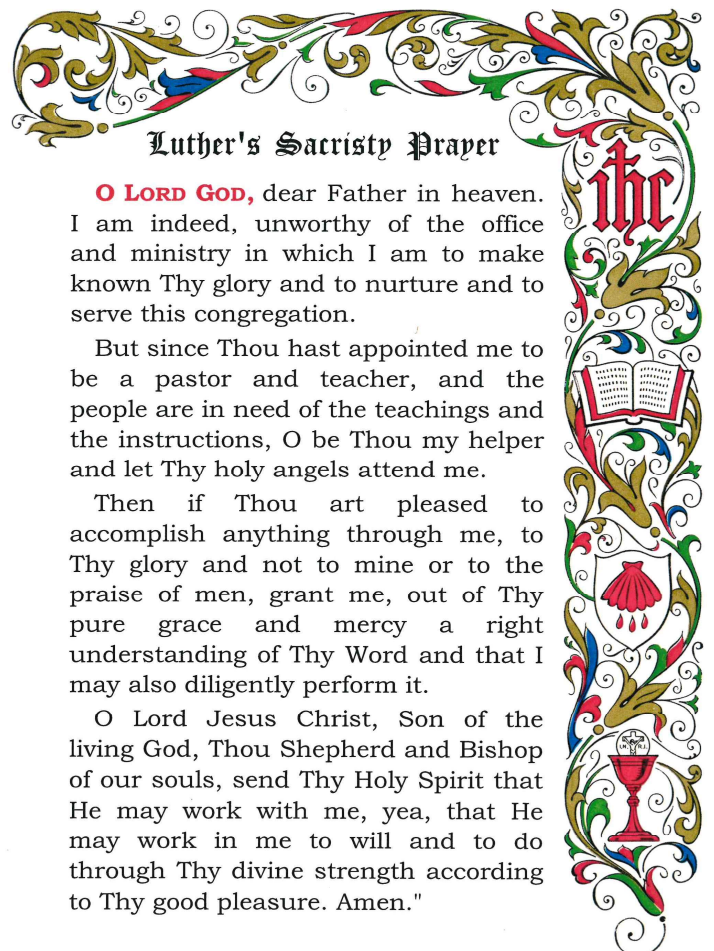 Luther's Sacristy Prayer
O LORD GOD, dear Father in heaven.
I am indeed, unworthy of the office
and ministry in which I am to make
known Thy glory and to nurture and to
serve this congregation.
But since Thou hast appointed me to
be a pastor and teacher, and the
people are in need of the teachings and
the instructions, O be Thou my helper
and let Thy holy angels attend me.
Then if Thou art pleased to
accomplish anything through me, to
Thy glory and not to mine or to the
praise of men, grant me, out of Thy
pure grace and mercy a right
understanding of Thy Word and that I
may also diligently perform it.
O Lord Jesus Christ, Son of the
living God, Thou Shepherd and Bishop
of our souls, send Thy Holy Spirit that
He may work with me, yea, that He
may work in me to will and to do
through Thy divine strength according
to Thy good pleasure. Amen."
ihc
I.N. R.I.